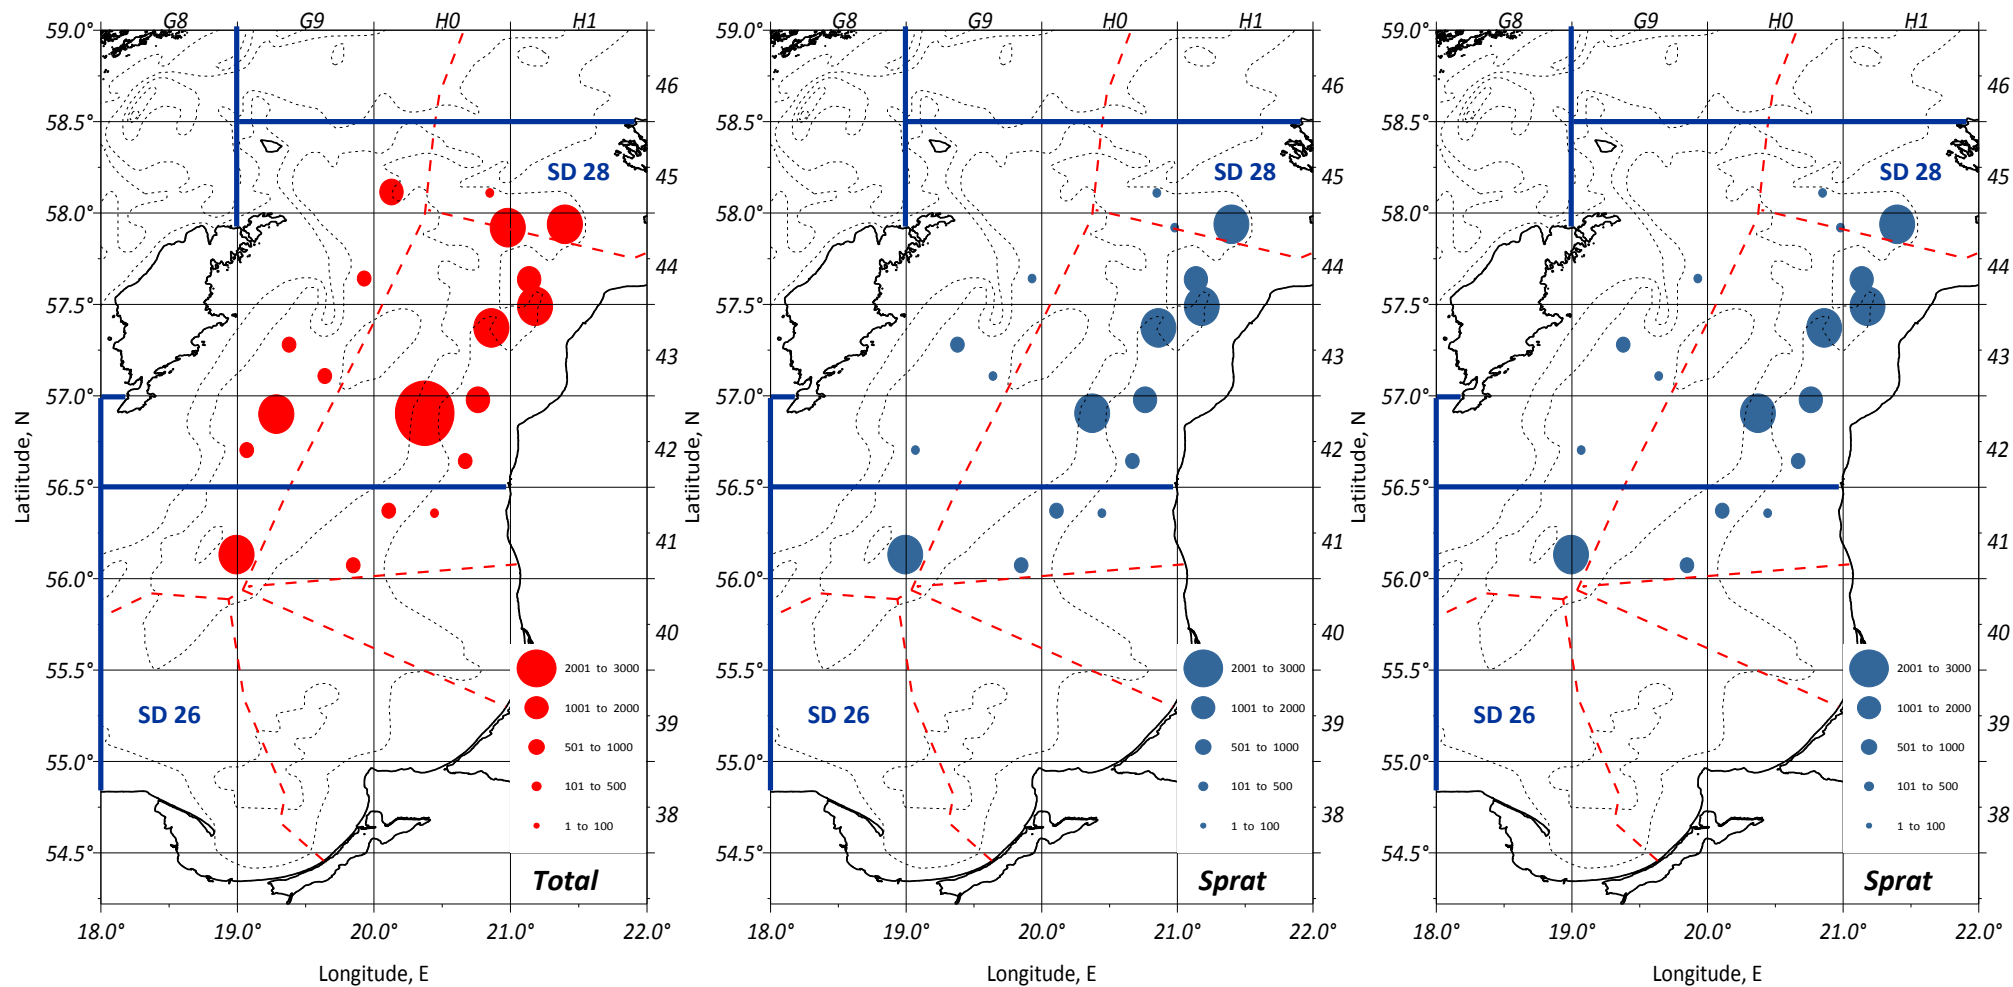 G8 G9 H0 H1
59.0°
46
58.5°
SD 28
45
58.0°
44
57.5°
43
57.0°
42
56.5°
41
56.0°
40
55.5°
SD 26
39
55.0°
38
54.5°
Latiitude, N
2001 to 3000
1001 to 2000
501 to 1000
101 to 500
1 to 100
Total
18.0° 19.0° 20.0° 21.0° 22.0°
Longitude, E
G8 G9 H0 H1
59.0°
46
58.5°
SD 28
45
58.0°
44
57.5°
43
57.0°
42
56.5°
41
56.0°
40
55.5°
SD 26
39
55.0°
38
54.5°
Latiitude, N
2001 to 3000
1001 to 2000
501 to 1000
101 to 500
1 to 100
Sprat
18.0° 19.0° 20.0° 21.0° 22.0°
Longitude, E
G8 G9 H0 H1
59.0°
46
58.5°
SD 28
45
58.0°
44
57.5°
43
57.0°
42
56.5°
41
56.0°
40
55.5°
SD 26
39
55.0°
38
54.5°
Latiitude, N
2001 to 3000
1001 to 2000
501 to 1000
101 to 500
1 to 100
Sprat
18.0° 19.0° 20.0° 21.0° 22.0°
Longitude, E